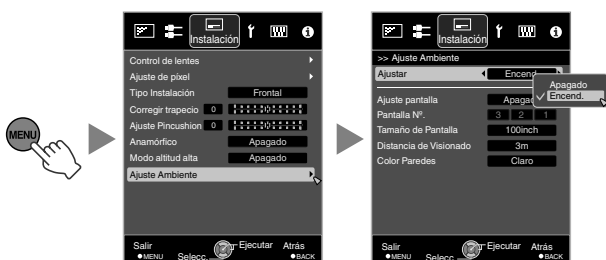 MENU
Instalación
Control de lentes
Ajuste de píxel
Tipo Instalación Frontal
Corregir trapecio 0
Ajuste Pincushion 0
Anamórfico Apagado
Modo altitud alta Apagado
Ajuste Ambiente
Salir Ejecutar Atrás
MENU Selecc. BACK
Instalación
>> Ajuste Ambiente
Ajustar Encend.
Apagado
Encend.
Ajuste pantalla Apagado
Pantalla Nº. 3 2 1
Tamaño de Pantalla 100inch
Distancia de Visionado 3m
Color Paredes Claro
Salir Ejecutar Atrás
MENU Selecc. BACK